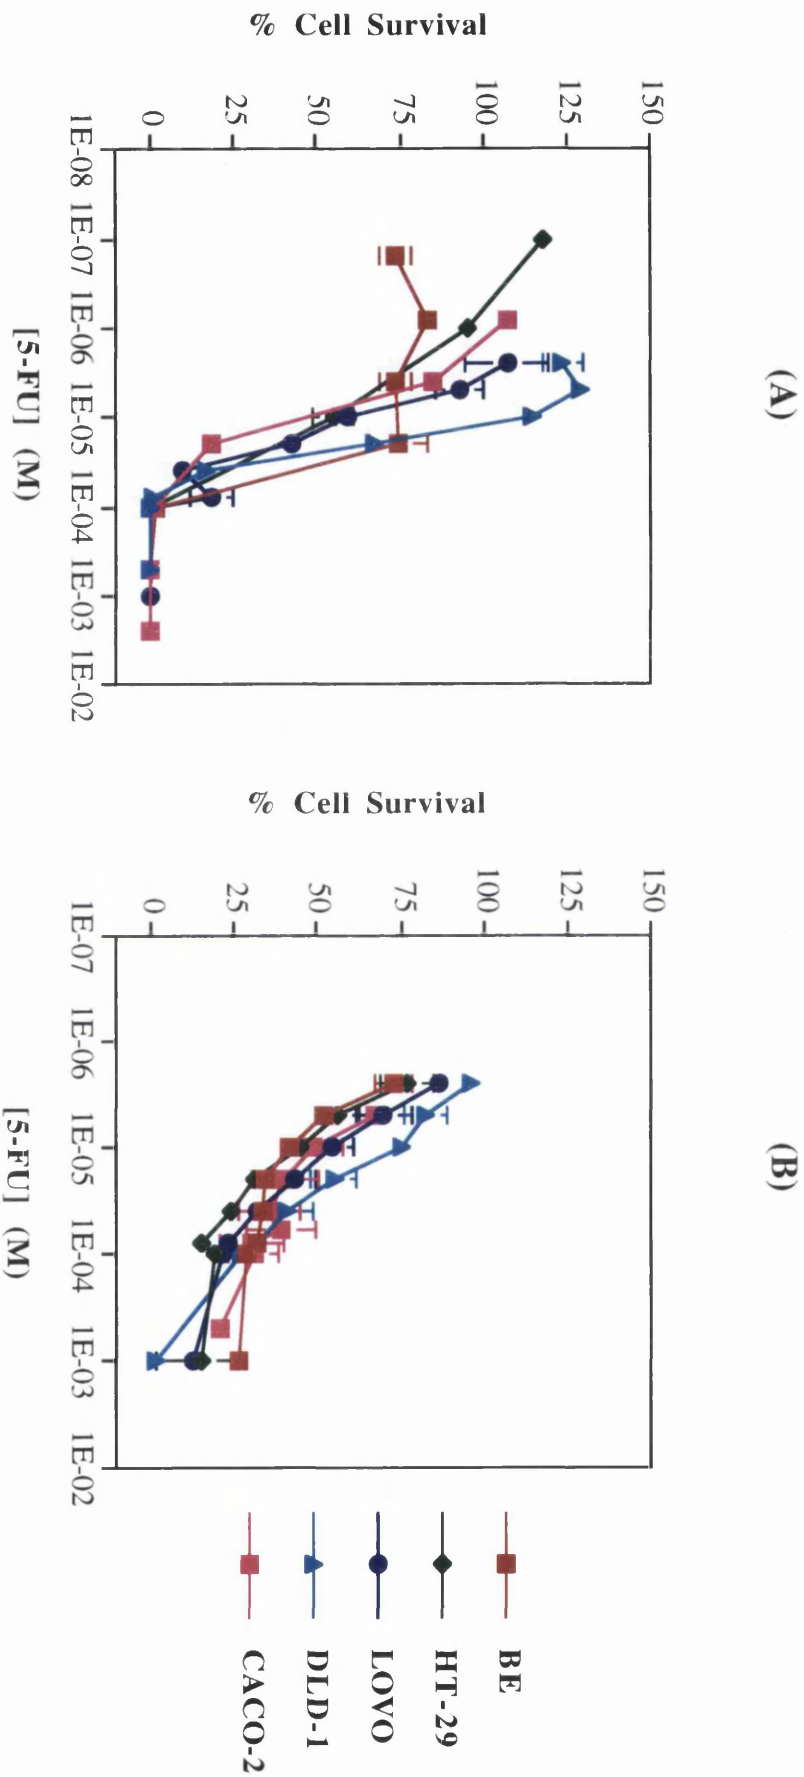 (A)
% Cell Survival
150
125
100
75
50
25
0
1E-08 1E-07 1E-06 1E-05 1E-04 1E-03 1E-02
[5-FU] (M)
(B)
% Cell Survival
150
125
100
75
50
25
0
1E-07 1E-06 1E-05 1E-04 1E-03 1E-02
[5-FU] (M)
BE
HT-29
LOVO
DLD-1
CACO-2